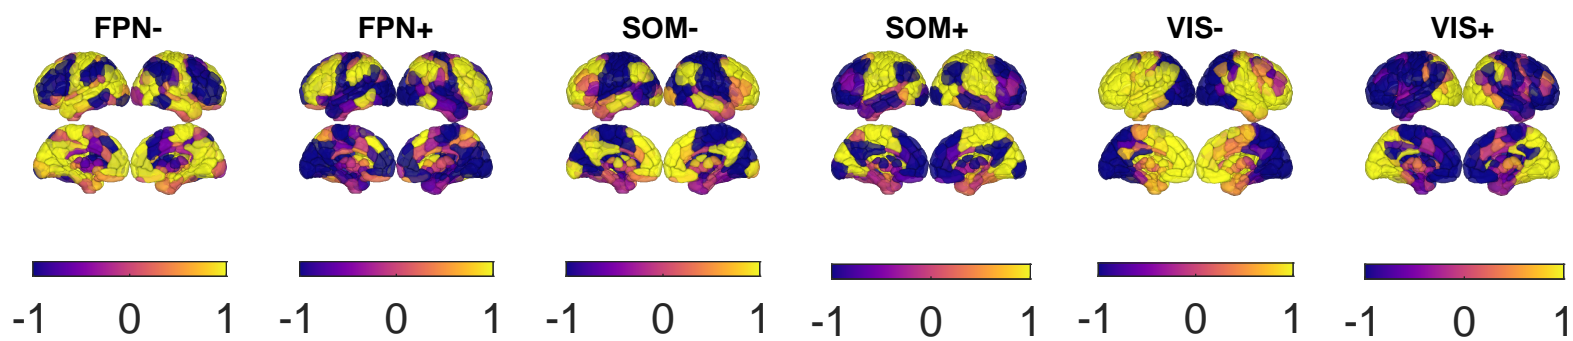 FPN- FPN+ SOM- SOM+ VIS- VIS+
-1 0 1 -1 0 1 -1 0 1 -1 0 1 -1 0 1 -1 0 1